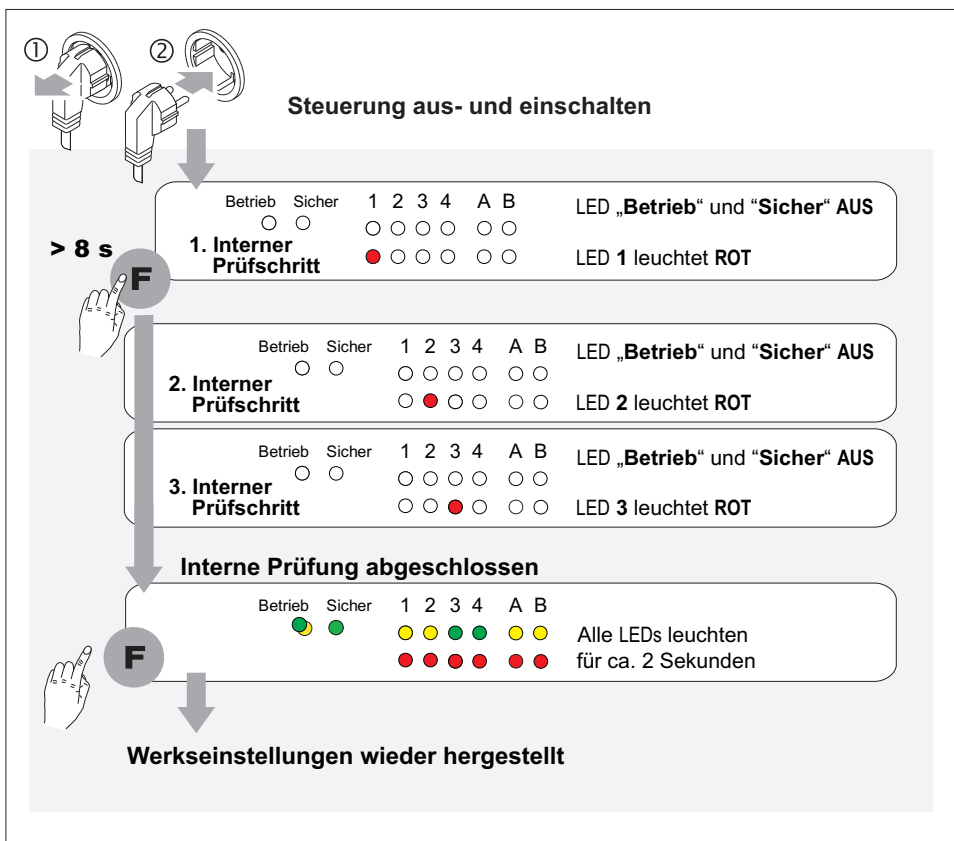 ① ②
Steuerung aus- und einschalten
Betrieb Sicher 1 2 3 4 A B
LED „Betrieb“ und “Sicher“ AUS
1. Interner
Prüfschritt
LED 1 leuchtet ROT
> 8 s
F
Betrieb Sicher 1 2 3 4 A B
LED „Betrieb“ und “Sicher“ AUS
2. Interner
Prüfschritt
LED 2 leuchtet ROT
Betrieb Sicher 1 2 3 4 A B
LED „Betrieb“ und “Sicher“ AUS
3. Interner
Prüfschritt
LED 3 leuchtet ROT
Interne Prüfung abgeschlossen
Betrieb Sicher 1 2 3 4 A B
Alle LEDs leuchten
für ca. 2 Sekunden
F
Werkseinstellungen wieder hergestellt